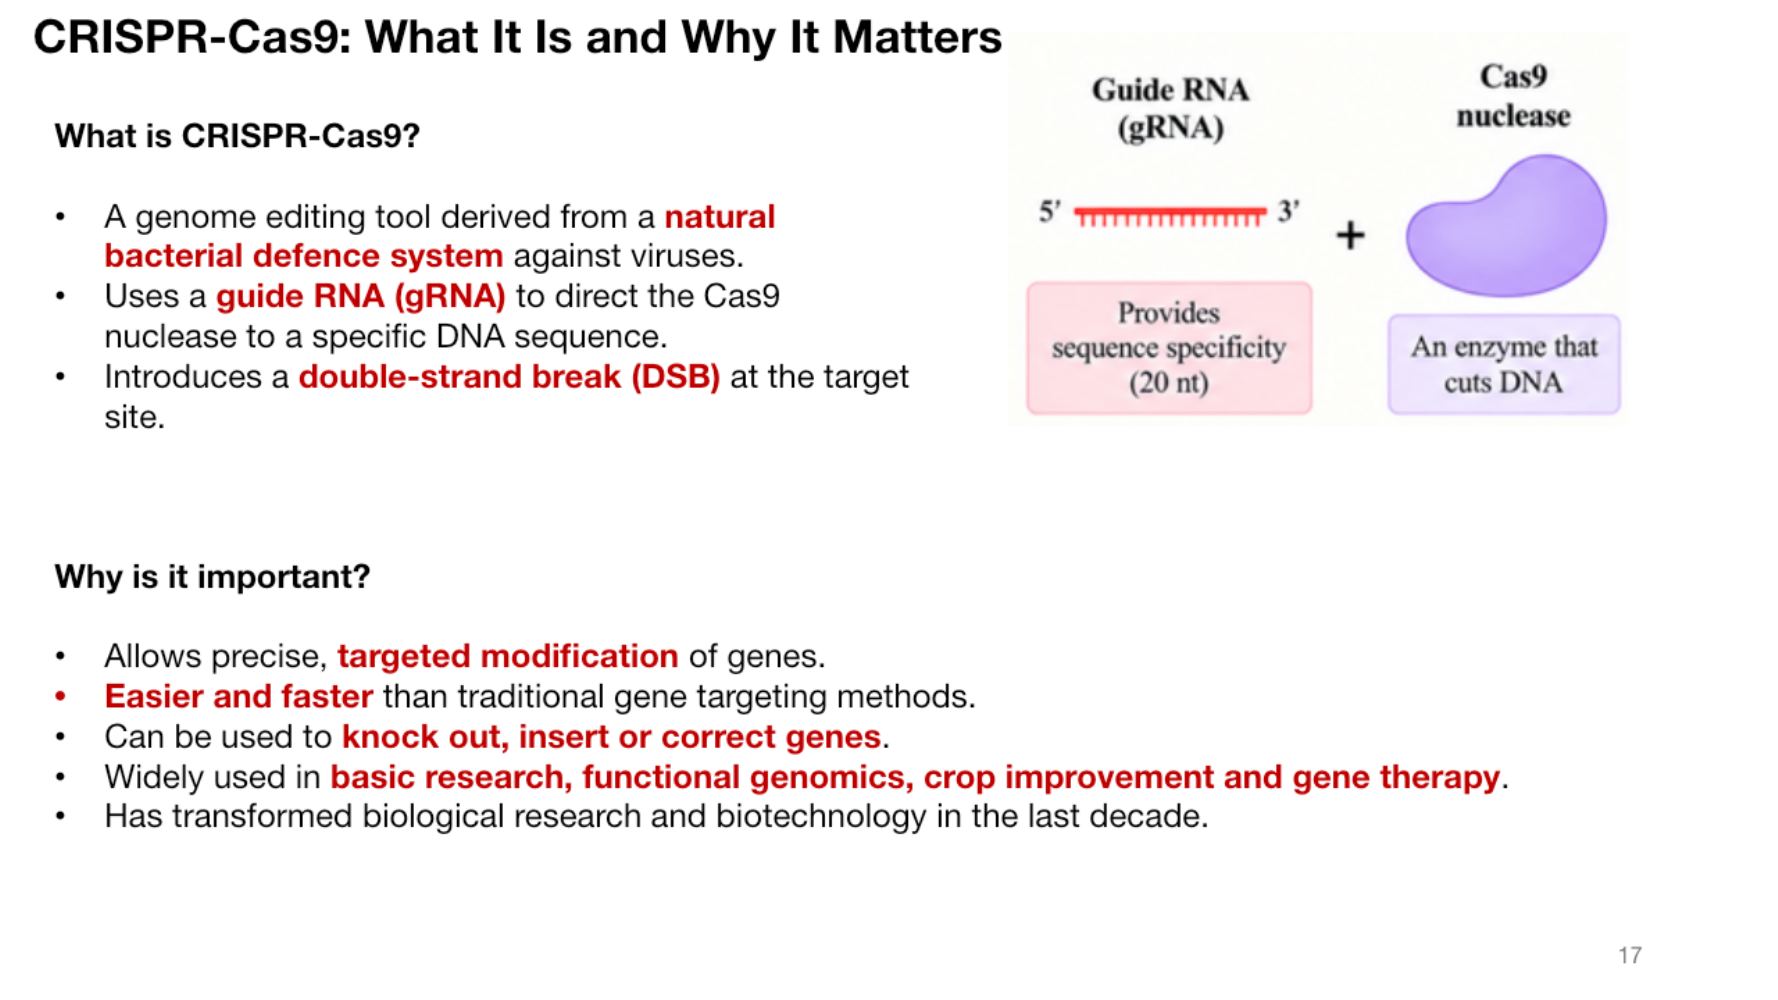 CRISPR-Cas9: What It Is and Why It Matters
What is CRISPR-Cas9?
• A genome editing tool derived from a natural
bacterial defence system against viruses.
• Uses a guide RNA (gRNA) to direct the Cas9
nuclease to a specific DNA sequence.
• Introduces a double-strand break (DSB) at the target
site.
Guide RNA
(gRNA)
5’ 3’
Provides
sequence specificity
(20 nt)
+
Cas9
nuclease
An enzyme that
cuts DNA
Why is it important?
• Allows precise, targeted modification of genes.
• Easier and faster than traditional gene targeting methods.
• Can be used to knock out, insert or correct genes.
• Widely used in basic research, functional genomics, crop improvement and gene therapy.
• Has transformed biological research and biotechnology in the last decade.
17